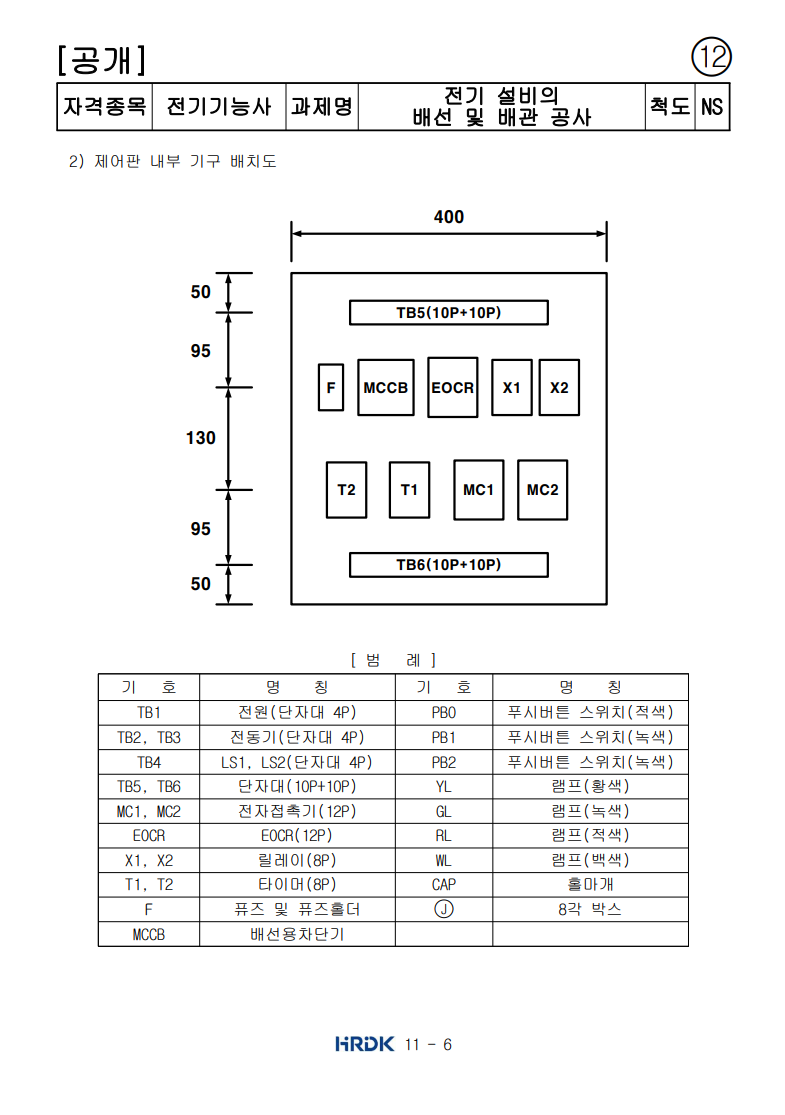 [공개]
⑫
자격종목 전기기능사 과제명 전기 설비의 배선 및 배관 공사 척도 NS
2) 제어판 내부 기구 배치도
400
50
TB5(10P+10P)
95
F MCCB EOCR X1 X2
130
T2 T1 MC1 MC2
95
TB6(10P+10P)
50
[ 범 례 ]
기 호 명 칭 기 호 명 칭
TB1 전원(단자대 4P) PB0 푸시버튼 스위치(적색)
TB2, TB3 전동기(단자대 4P) PB1 푸시버튼 스위치(녹색)
TB4 LS1, LS2(단자대 4P) PB2 푸시버튼 스위치(녹색)
TB5, TB6 단자대(10P+10P) YL 램프(황색)
MC1, MC2 전자접촉기(12P) GL 램프(녹색)
EOCR EOCR(12P) RL 램프(적색)
X1, X2 릴레이(8P) WL 램프(백색)
T1, T2 타이머(8P) CAP 홀마개
F 퓨즈 및 퓨즈홀더 Ⓙ 8각 박스
MCCB 배선용차단기
HRDK 11 - 6